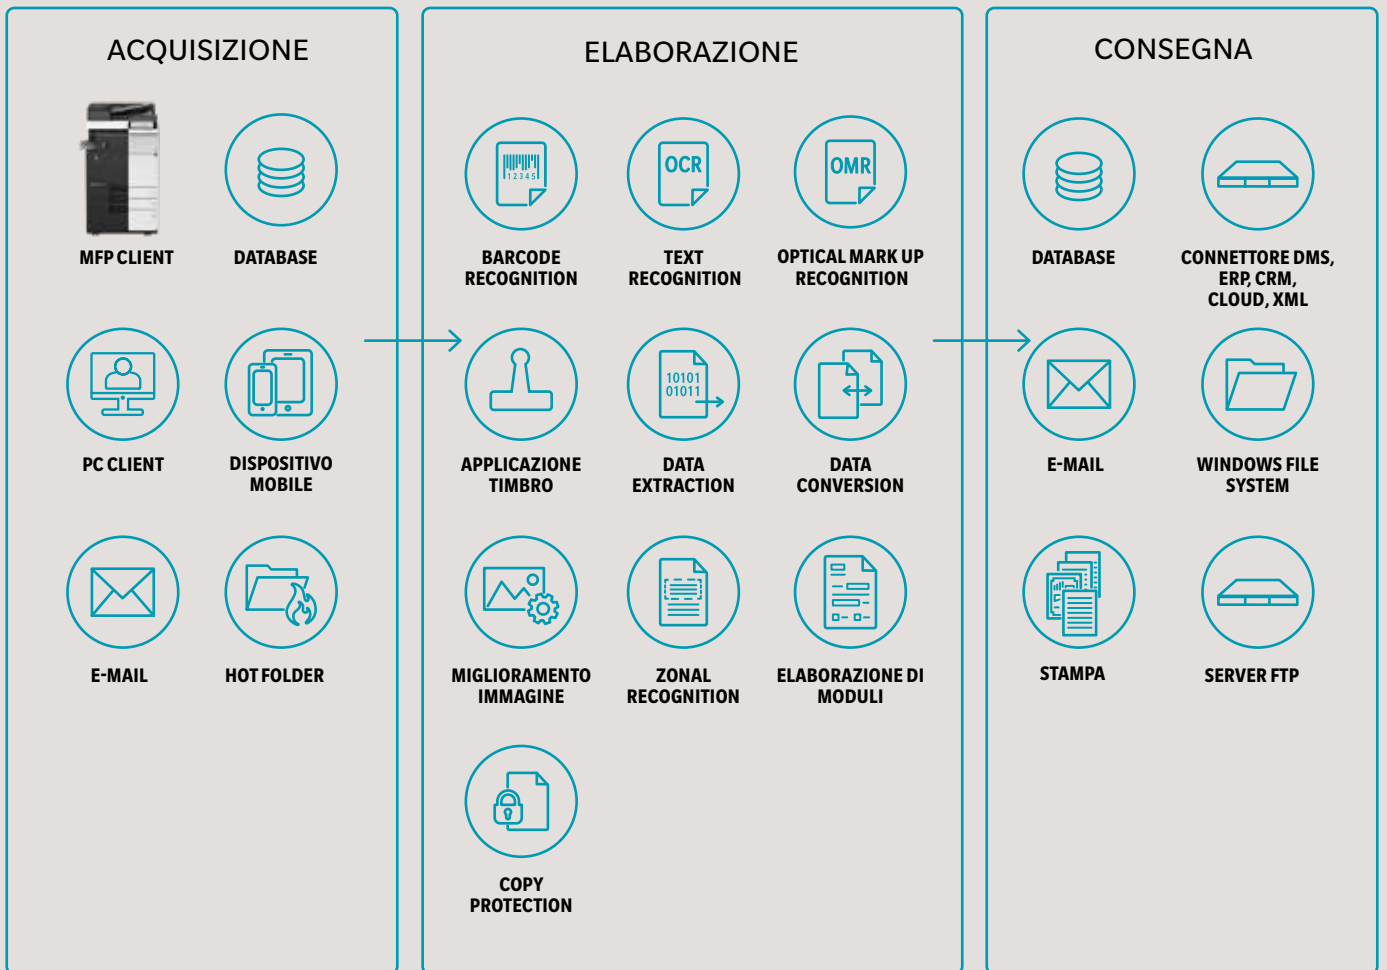 ACQUISIZIONE
MFP CLIENT
DATABASE
PC CLIENT
DISPOSITIVO
MOBILE
E-MAIL
HOT FOLDER
ELABORAZIONE
12345
BARCODE
RECOGNITION
OCR
TEXT
RECOGNITION
OMR
OPTICAL MARK UP
RECOGNITION
APPLICAZIONE
TIMBRO
10101
01011
DATA
EXTRACTION
DATA
CONVERSION
MIGLIORAMENTO
IMMAGINE
ZONAL
RECOGNITION
ELABORAZIONE DI
MODULI
COPY
PROTECTION
CONSEGNA
DATABASE
CONNETTORE DMS,
ERP, CRM,
CLOUD, XML
E-MAIL
WINDOWS FILE
SYSTEM
STAMPA
SERVER FTP